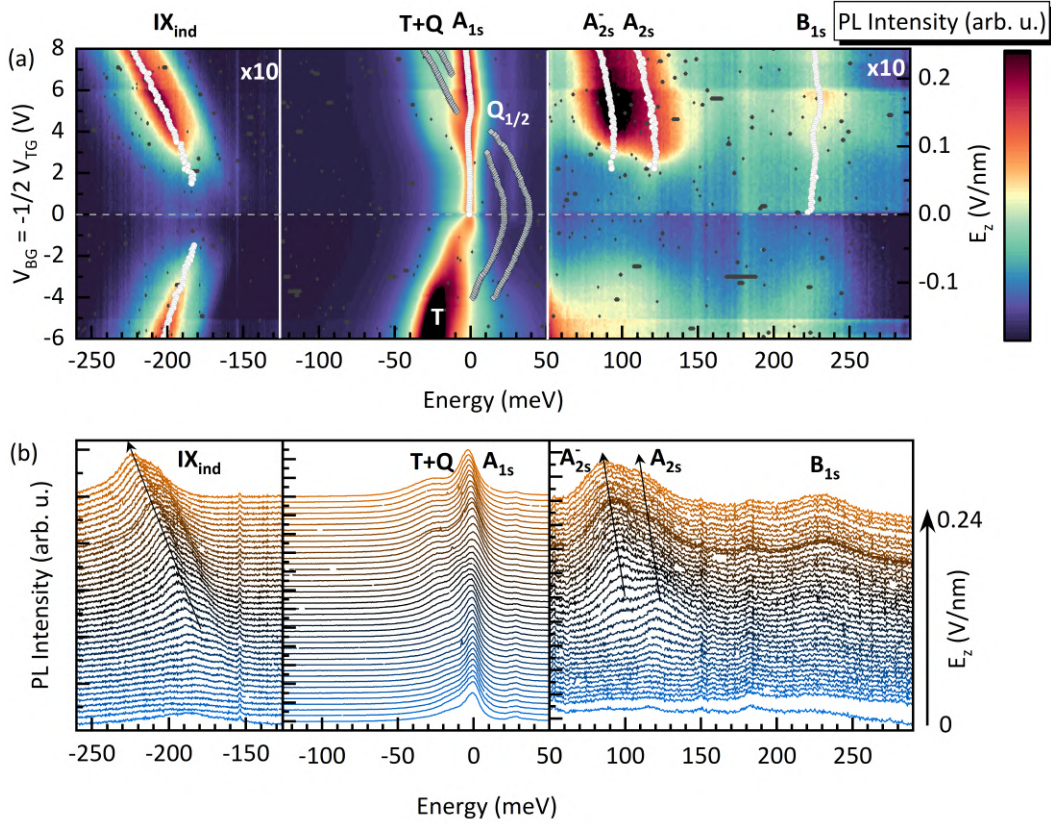 IX_ind T+Q A_1s A⁻_2s A_2s B_1s PL Intensity (arb. u.)
(a)
x10 x10
Q_1/2
T
V_BG = -1/2 V_TG (V)
8
6
4
2
0
-2
-4
-6
0.2
0.1
0.0
-0.1
E_z (V/nm)
-250 -200 -150 -100 -50 0 50 100 150 200 250
Energy (meV)
(b)
IX_ind T+Q A_1s A⁻_2s A_2s B_1s
PL Intensity (arb. u.)
0.24
E_z (V/nm)
0
-250 -200 -150 -100 -50 0 50 100 150 200 250
Energy (meV)